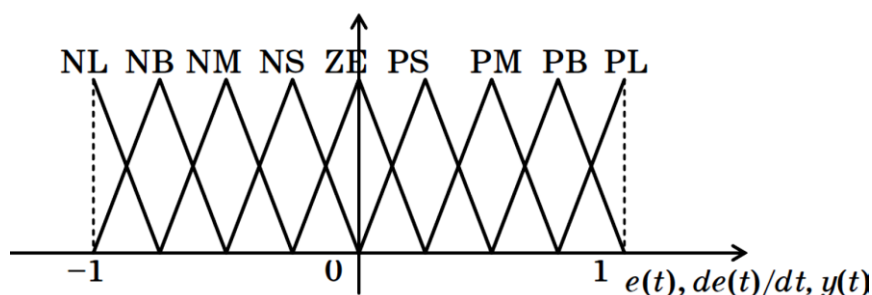 NL NB NM NS ZE PS PM PB PL
−1 0 1
e(t), de(t)/dt, y(t)